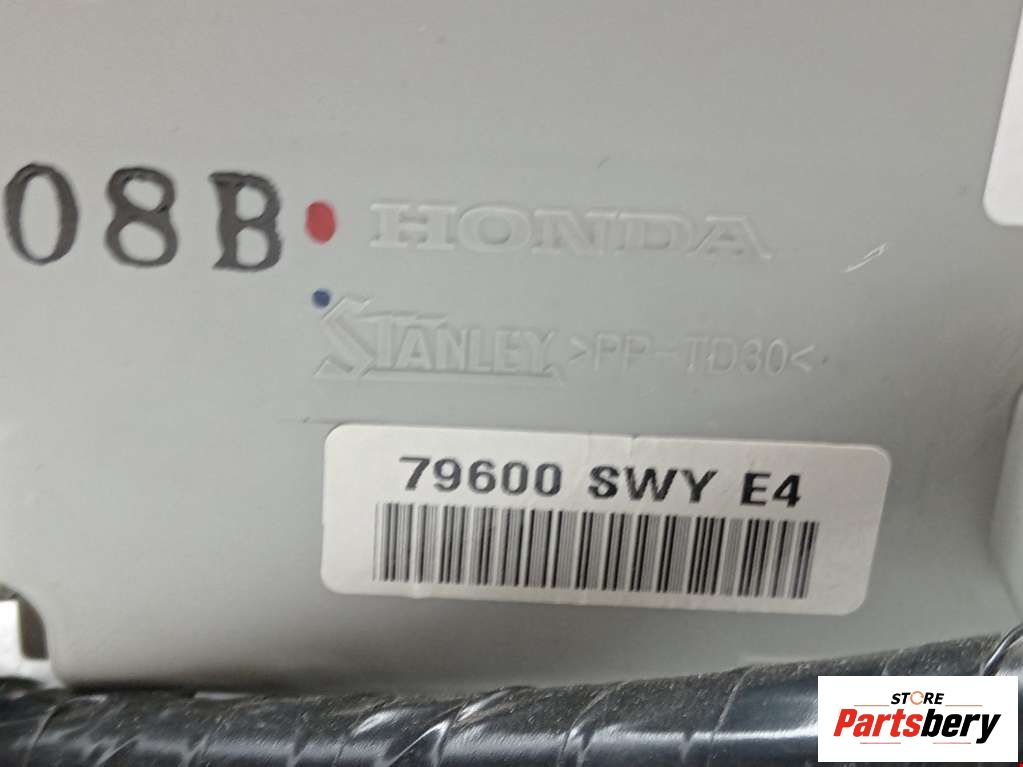 08B HONDA
STANLEY >PP-TD30<
79600 SWY E4
STORE
Partsbery